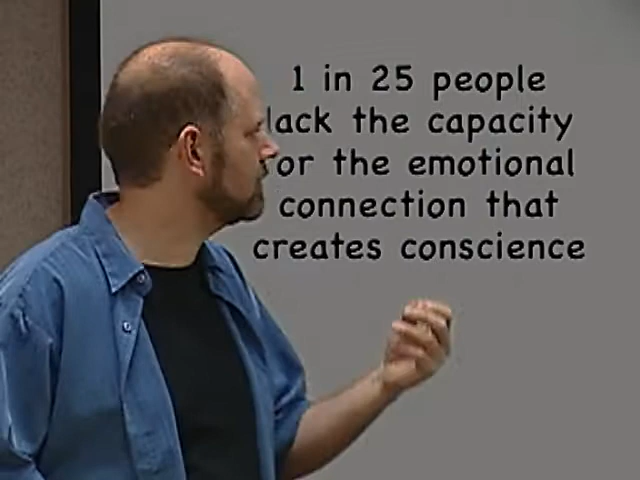 1 in 25 people
lack the capacity
for the emotional
connection that
creates conscience